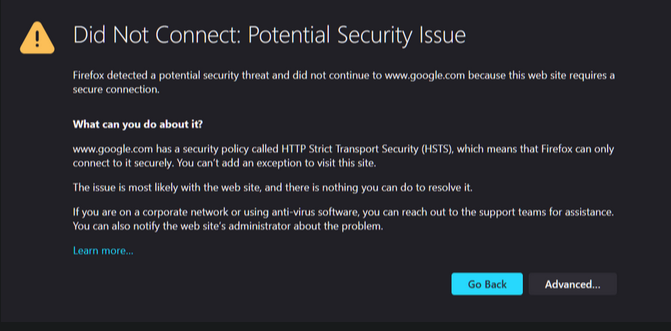 Did Not Connect: Potential Security Issue
Firefox detected a potential security threat and did not continue to www.google.com because this web site requires a
secure connection.
What can you do about it?
www.google.com has a security policy called HTTP Strict Transport Security (HSTS), which means that Firefox can only
connect to it securely. You can't add an exception to visit this site.
The issue is most likely with the web site, and there is nothing you can do to resolve it.
If you are on a corporate network or using anti-virus software, you can reach out to the support teams for assistance.
You can also notify the web site's administrator about the problem.
Learn more...
Go Back
Advanced...